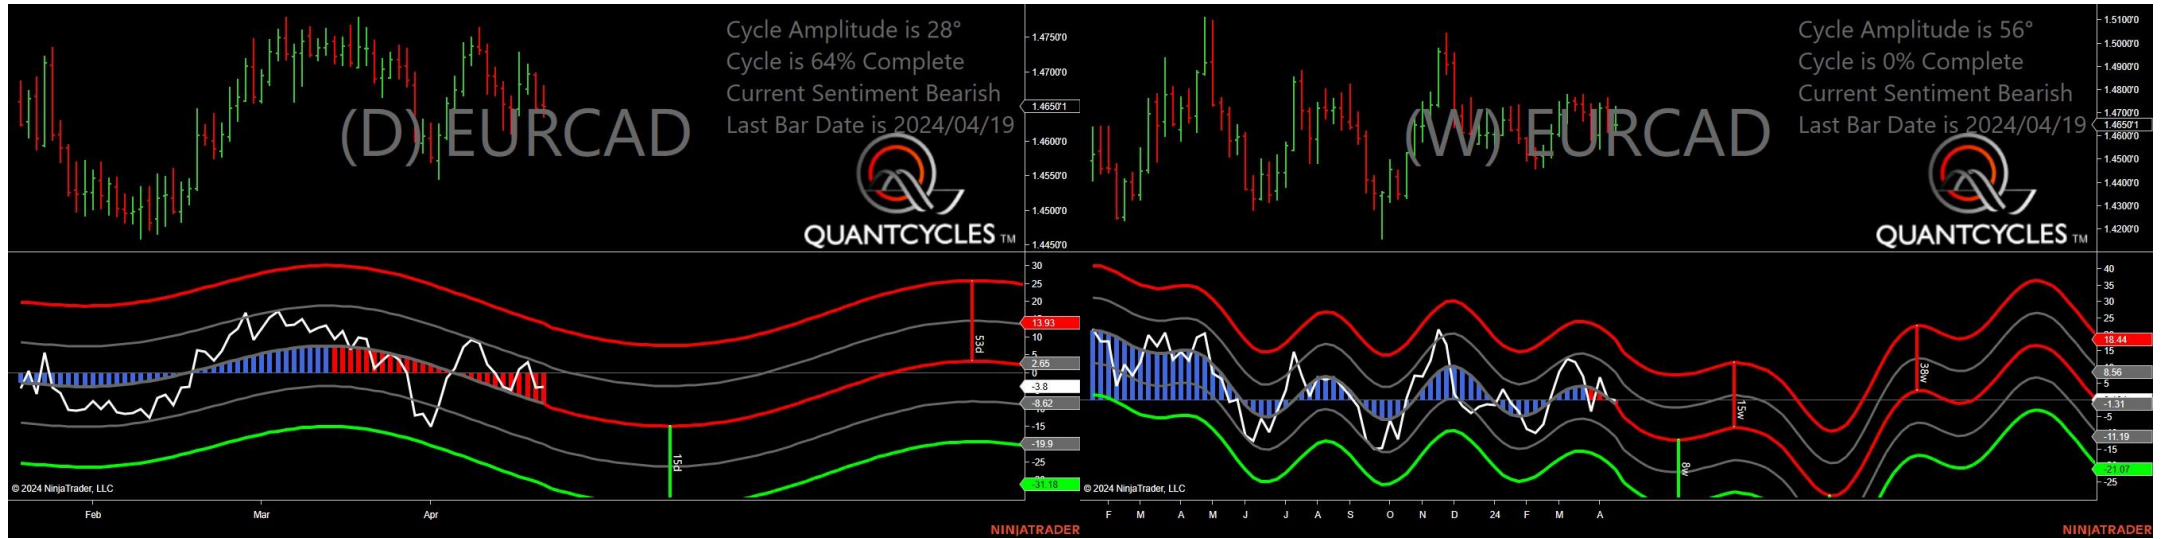 Cycle Amplitude is 28°
Cycle is 64% Complete
Current Sentiment Bearish
Last Bar Date is 2024/04/19
(D) EURCAD
QUANTCYCLES TM
1.4750'0
1.4700'0
1.4650'1
1.4600'0
1.4550'0
1.4500'0
1.4450'0
30
25
20
13.93
10
5
2.65
0
-3.8
-8.62
-15
-19.9
-25
-31.18
53d
15d
© 2024 NinjaTrader, LLC
Feb
Mar
Apr
NINJATRADER
Cycle Amplitude is 56°
Cycle is 0% Complete
Current Sentiment Bearish
Last Bar Date is 2024/04/19
(W) EURCAD
QUANTCYCLES TM
1.5100'0
1.5000'0
1.4900'0
1.4800'0
1.4700'0
1.4650'1
1.4600'0
1.4500'0
1.4400'0
1.4300'0
1.4200'0
40
35
30
25
18.44
15
8.56
5
-1.31
-5
-11.19
-15
-21.07
-25
15w
38w
8w
© 2024 NinjaTrader, LLC
F M A M J J A S O N D 24 F M A
NINJATRADER